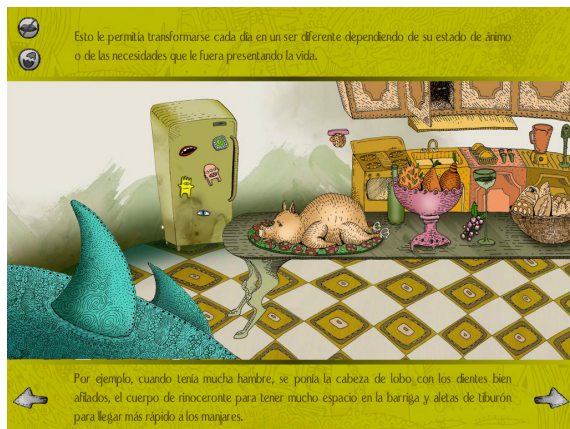 Esto le permitía transformarse cada día en un ser diferente dependiendo de su estado de ánimo
o de las necesidades que le fuera presentando la vida.
Por ejemplo, cuando tenía mucha hambre, se ponía la cabeza de lobo con los dientes bien
afilados, el cuerpo de rinoceronte para tener mucho espacio en la barriga y aletas de tiburón
para llegar más rápido a los manjares.